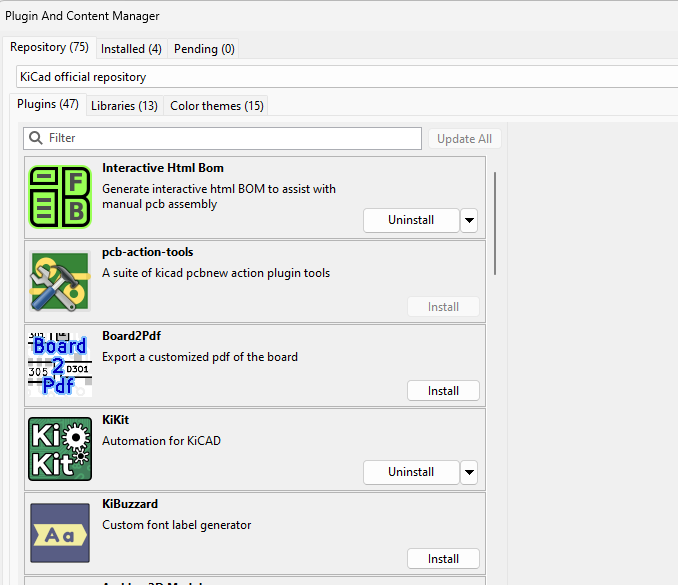 Plugin And Content Manager
Repository (75) Installed (4) Pending (0)
KiCad official repository
Plugins (47) Libraries (13) Color themes (15)
Filter Update All
F
B
Interactive Html Bom
Generate interactive html BOM to assist with
manual pcb assembly
Uninstall
pcb-action-tools
A suite of kicad pcbnew action plugin tools
Install
Board
2
Pdf
D301
305
Board2Pdf
Export a customized pdf of the board
Install
Ki
Kit
KiKit
Automation for KiCAD
Uninstall
Aa
KiBuzzard
Custom font label generator
Install